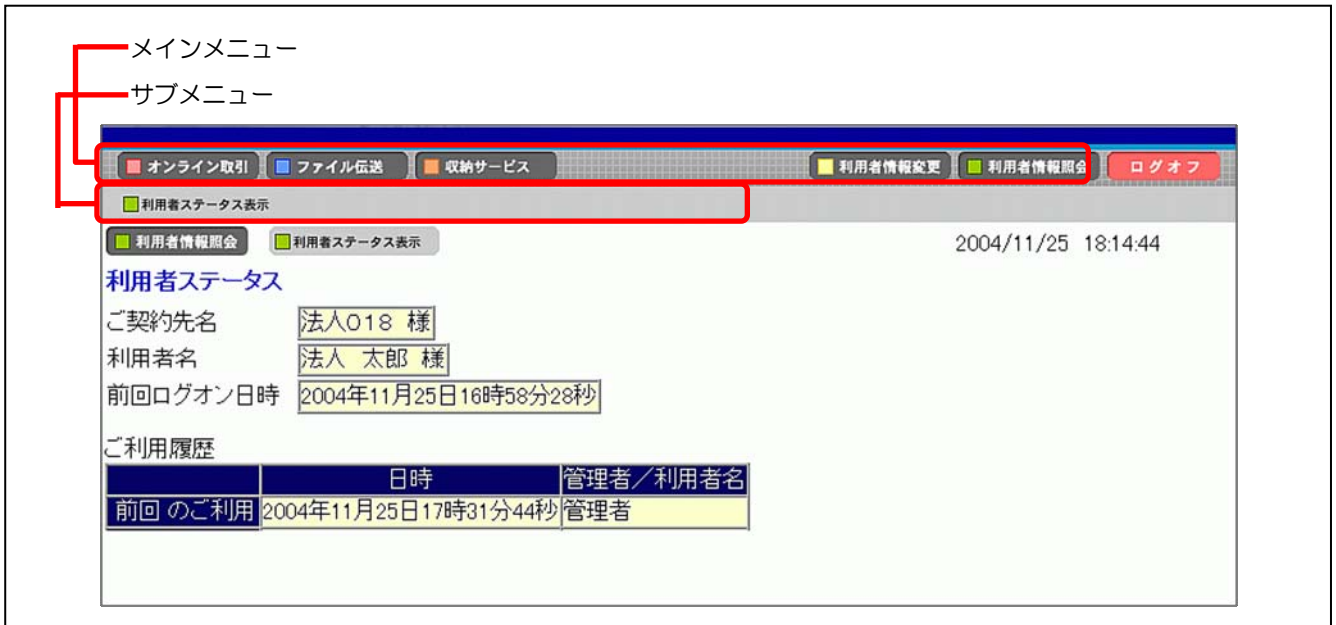 メインメニュー
サブメニュー
オンライン取引 ファイル伝送 収納サービス 利用者情報変更 利用者情報照会 ログオフ
利用者ステータス表示
利用者情報照会 利用者ステータス表示 2004/11/25 18:14:44
利用者ステータス
ご契約先名 法人018 様
利用者名 法人 太郎 様
前回ログオン日時 2004年11月25日16時58分28秒
ご利用履歴
日時 管理者／利用者名
前回 のご利用 2004年11月25日17時31分44秒 管理者